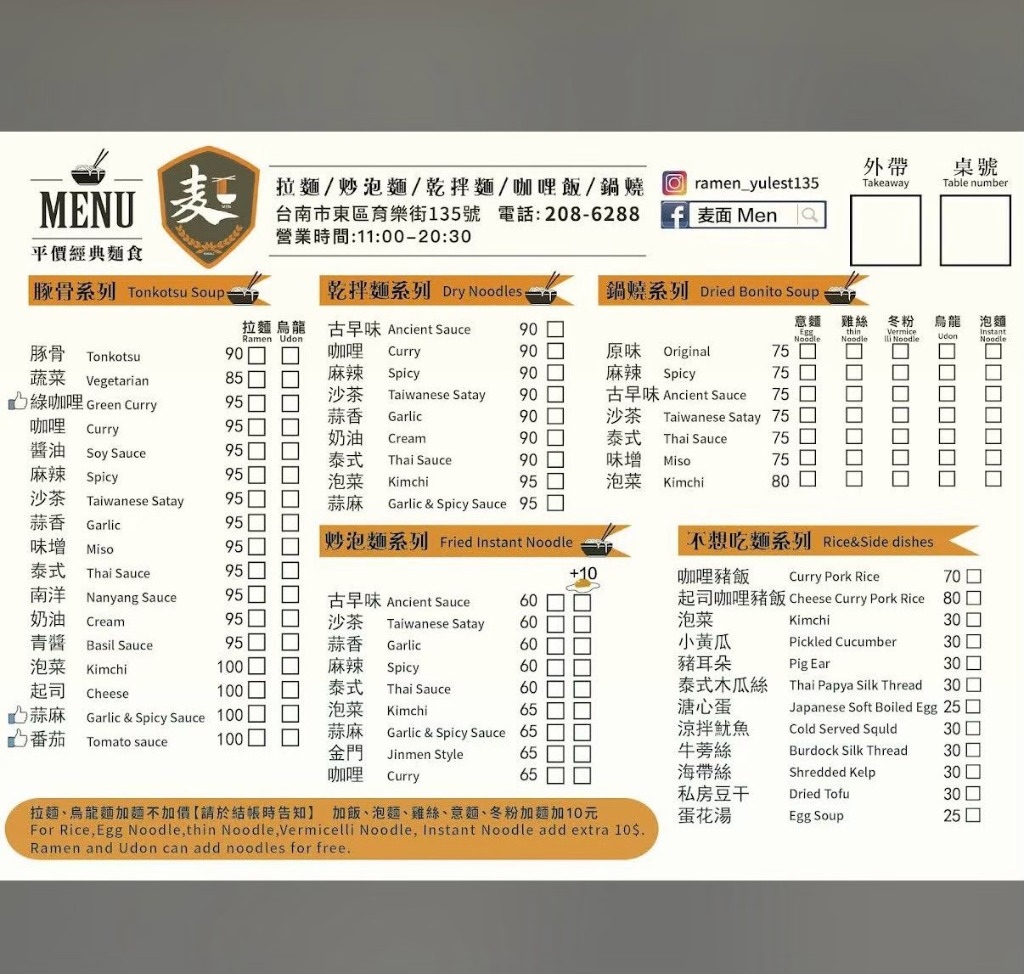 MENU
平價經典麵食
麦
拉麵/炒泡麵/乾拌麵/咖哩飯/鍋燒
台南市東區育樂街135號 電話:208-6288
營業時間:11:00-20:30
ramen_yulest135
麦面 Men
外帶
Takeaway
桌號
Table number
豚骨系列 Tonkotsu Soup
拉麵 烏龍
Ramen Udon
豚骨 Tonkotsu 90
蔬菜 Vegetarian 85
綠咖哩 Green Curry 95
咖哩 Curry 95
醬油 Soy Sauce 95
麻辣 Spicy 95
沙茶 Taiwanese Satay 95
蒜香 Garlic 95
味增 Miso 95
泰式 Thai Sauce 95
南洋 Nanyang Sauce 95
奶油 Cream 95
青醬 Basil Sauce 95
泡菜 Kimchi 100
起司 Cheese 100
蒜麻 Garlic & Spicy Sauce 100
番茄 Tomato sauce 100
乾拌麵系列 Dry Noodles
古早味 Ancient Sauce 90
咖哩 Curry 90
麻辣 Spicy 90
沙茶 Taiwanese Satay 90
蒜香 Garlic 90
奶油 Cream 90
泰式 Thai Sauce 90
泡菜 Kimchi 95
蒜麻 Garlic & Spicy Sauce 95
炒泡麵系列 Fried Instant Noodle
+10
古早味 Ancient Sauce 60
沙茶 Taiwanese Satay 60
蒜香 Garlic 60
麻辣 Spicy 60
泰式 Thai Sauce 60
泡菜 Kimchi 65
蒜麻 Garlic & Spicy Sauce 65
金門 Jinmen Style 65
咖哩 Curry 65
鍋燒系列 Dried Bonito Soup
意麵 雞絲 冬粉 烏龍 泡麵
Egg Noodle thin Noodle Vermice lli Noodle Udon Instant Noodle
原味 Original 75
麻辣 Spicy 75
古早味 Ancient Sauce 75
沙茶 Taiwanese Satay 75
泰式 Thai Sauce 75
味增 Miso 75
泡菜 Kimchi 80
不想吃麵系列 Rice&Side dishes
咖哩豬飯 Curry Pork Rice 70
起司咖哩豬飯 Cheese Curry Pork Rice 80
泡菜 Kimchi 30
小黃瓜 Pickled Cucumber 30
豬耳朵 Pig Ear 30
泰式木瓜絲 Thai Papya Silk Thread 30
溏心蛋 Japanese Soft Boiled Egg 25
涼拌魷魚 Cold Served Squld 30
牛蒡絲 Burdock Silk Thread 30
海帶絲 Shredded Kelp 30
私房豆干 Dried Tofu 30
蛋花湯 Egg Soup 25
拉麵、烏龍麵加麵不加價【請於結帳時告知】 加飯、泡麵、雞絲、意麵、冬粉加麵加10元
For Rice,Egg Noodle,thin Noodle,Vermicelli Noodle, Instant Noodle add extra 10$.
Ramen and Udon can add noodles for free.